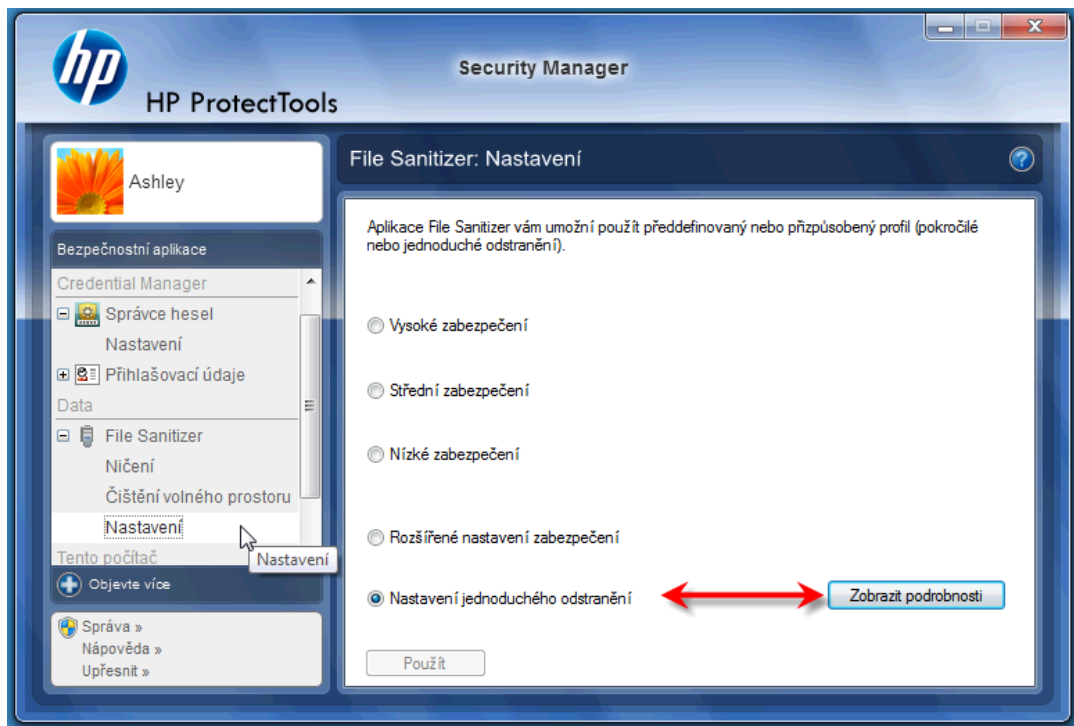 hp
Security Manager
HP ProtectTools
Ashley
Bezpečnostní aplikace
Credential Manager
Správce hesel
Nastavení
Přihlašovací údaje
Data
File Sanitizer
Ničení
Čištění volného prostoru
Nastavení
Tento počítač
Nastavení
Objevte více
Správa »
Nápověda »
Upřesnit »
File Sanitizer: Nastavení
?
Aplikace File Sanitizer vám umožní použít předdefinovaný nebo přizpůsobený profil (pokročilé
nebo jednoduché odstranění).
Vysoké zabezpečení
Střední zabezpečení
Nízké zabezpečení
Rozšířené nastavení zabezpečení
Nastavení jednoduchého odstranění
Zobrazit podrobnosti
Použít